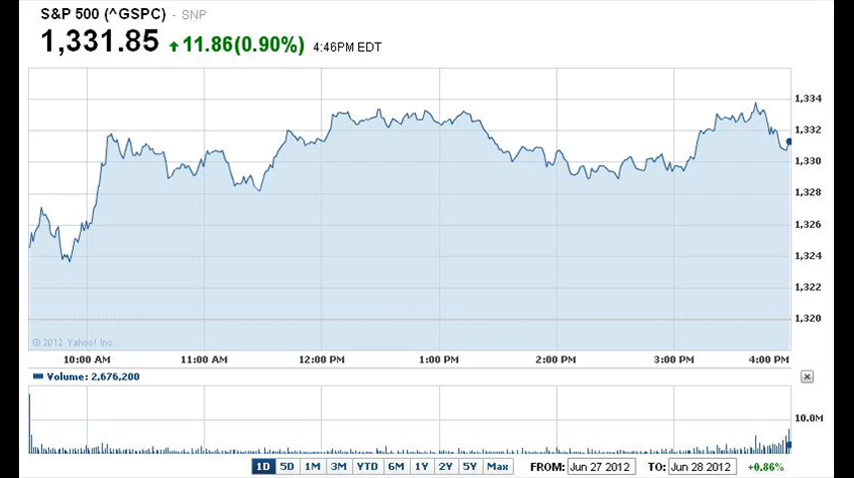 S&P 500 (^GSPC) - SNP
1,331.85 11.86(0.90%) 4:46PM EDT
1,334
1,332
1,330
1,328
1,326
1,324
1,322
1,320
© 2012 Yahoo! Inc.
10:00 AM 11:00 AM 12:00 PM 1:00 PM 2:00 PM 3:00 PM 4:00 PM
Volume: 2,676,200
10.0M
1D 5D 1M 3M YTD 6M 1Y 2Y 5Y Max FROM: Jun 27 2012 TO: Jun 28 2012 +0.86%